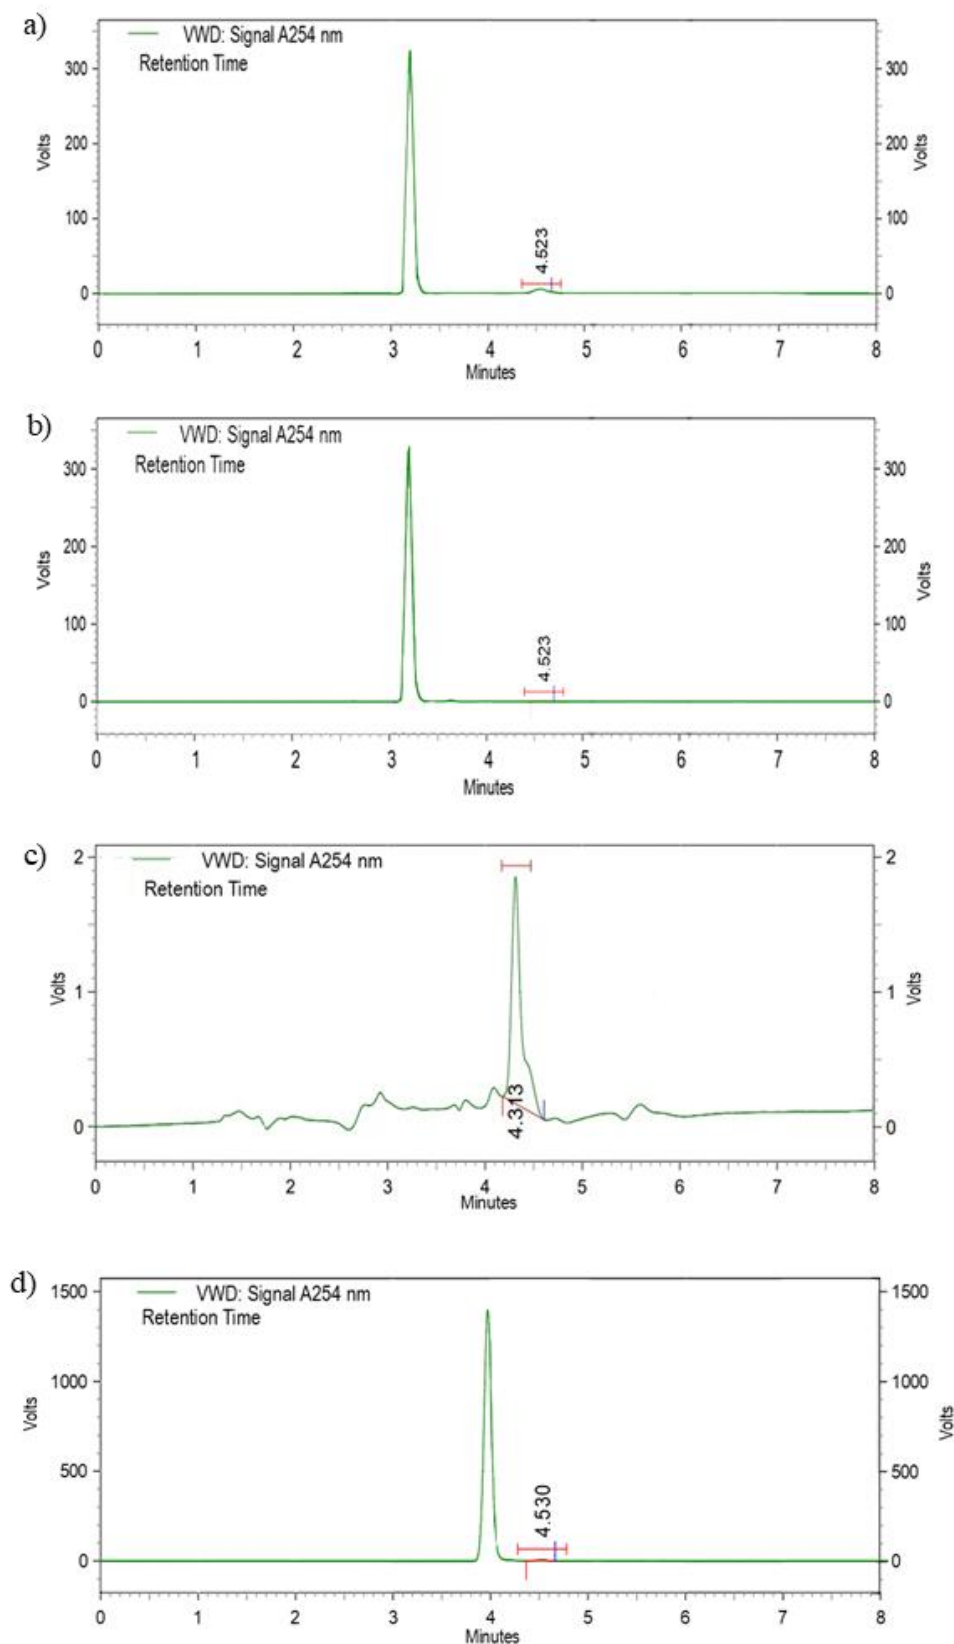 a)
VWD: Signal A254 nm
Retention Time
300 300
Volts Volts
200 200
100 100
4.523
0 0
0 1 2 3 4 5 6 7 8
Minutes
b)
VWD: Signal A254 nm
Retention Time
300 300
Volts Volts
200 200
100 100
4.523
0 0
0 1 2 3 4 5 6 7 8
Minutes
c)
VWD: Signal A254 nm
Retention Time
2 2
Volts Volts
1 1
4.313
0 0
0 1 2 3 4 5 6 7 8
Minutes
d)
VWD: Signal A254 nm
Retention Time
1500 1500
1000 1000
Volts Volts
500 500
4.530
0 0
0 1 2 3 4 5 6 7 8
Minutes